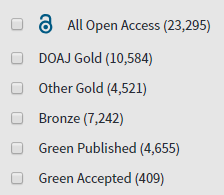 All Open Access (23,295)
DOAJ Gold (10,584)
Other Gold (4,521)
Bronze (7,242)
Green Published (4,655)
Green Accepted (409)